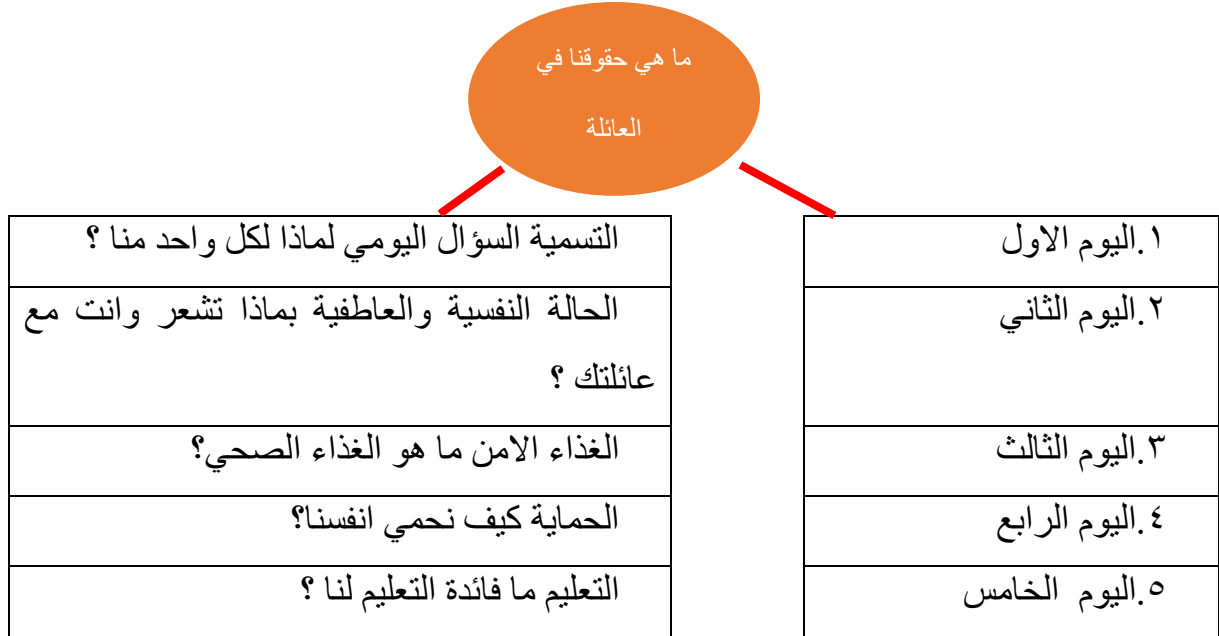 ما هي حقوقنا في
العائلة
١.اليوم الاول
التسمية السؤال اليومي لماذا لكل واحد منا ؟
٢.اليوم الثاني
الحالة النفسية والعاطفية بماذا تشعر وانت مع
عائلتك ؟
٣.اليوم الثالث
الغذاء الامن ما هو الغذاء الصحي؟
٤.اليوم الرابع
الحماية كيف نحمي انفسنا؟
٥.اليوم الخامس
التعليم ما فائدة التعليم لنا ؟